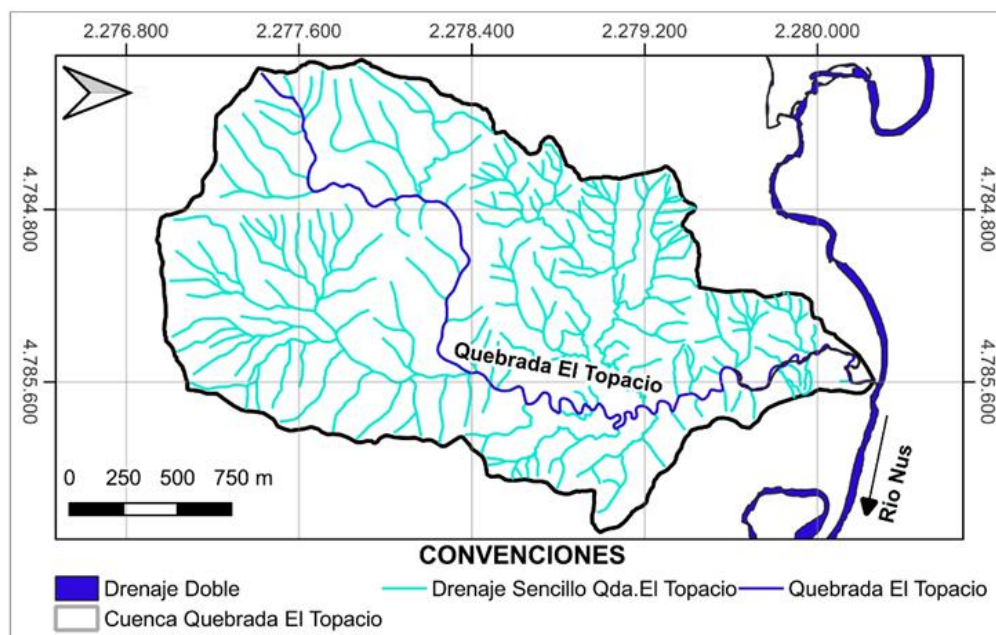 2.276.800 2.277.600 2.278.400 2.279.200 2.280.000
4.784.800 4.784.800
4.785.600 4.785.600
Quebrada El Topacio
0 250 500 750 m
Rio Nus
CONVENCIONES
Drenaje Doble Drenaje Sencillo Qda.El Topacio Quebrada El Topacio
Cuenca Quebrada El Topacio